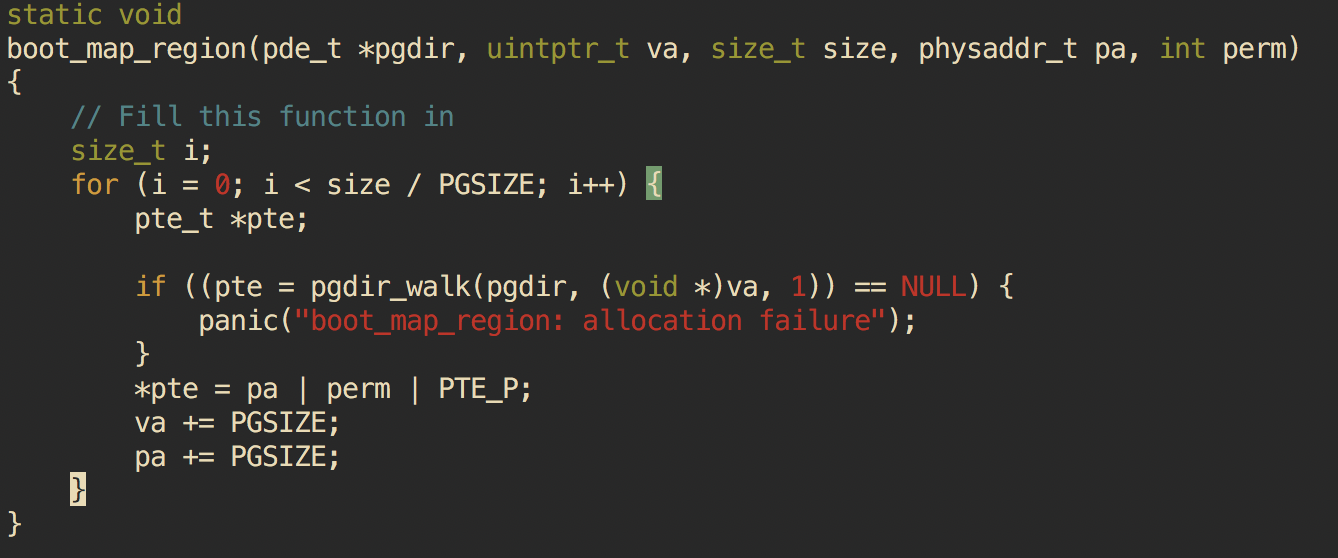 static void
boot_map_region(pde_t *pgdir, uintptr_t va, size_t size, physaddr_t pa, int perm)
{
    // Fill this function in
    size_t i;
    for (i = 0; i < size / PGSIZE; i++) {
        pte_t *pte;

        if ((pte = pgdir_walk(pgdir, (void *)va, 1)) == NULL) {
            panic("boot_map_region: allocation failure");
        }
        *pte = pa | perm | PTE_P;
        va += PGSIZE;
        pa += PGSIZE;
    }
}